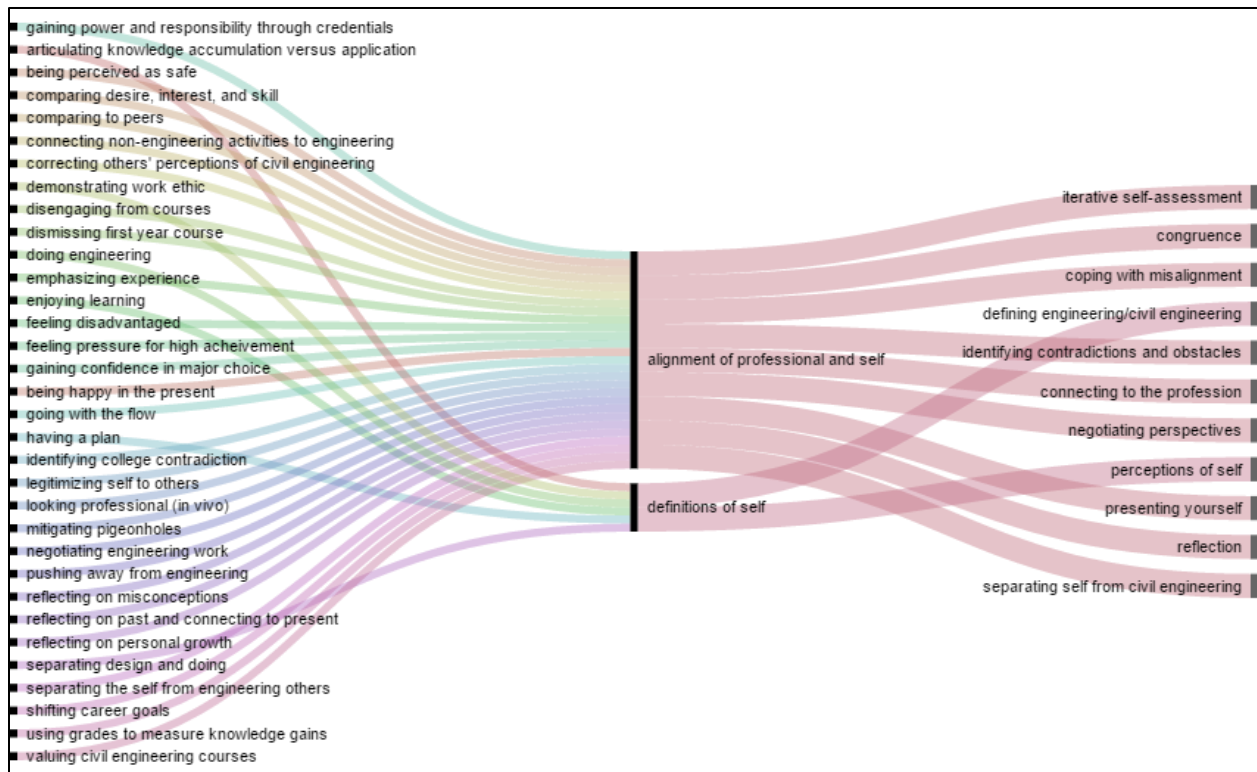 gaining power and responsibility through credentials
articulating knowledge accumulation versus application
being perceived as safe
comparing desire, interest, and skill
comparing to peers
connecting non-engineering activities to engineering
correcting others' perceptions of civil engineering
demonstrating work ethic
disengaging from courses
dismissing first year course
doing engineering
emphasizing experience
enjoying learning
feeling disadvantaged
feeling pressure for high acheivement
gaining confidence in major choice
being happy in the present
going with the flow
having a plan
identifying college contradiction
legitimizing self to others
looking professional (in vivo)
mitigating pigeonholes
negotiating engineering work
pushing away from engineering
reflecting on misconceptions
reflecting on past and connecting to present
reflecting on personal growth
separating design and doing
separating the self from engineering others
shifting career goals
using grades to measure knowledge gains
valuing civil engineering courses
alignment of professional and self
definitions of self
iterative self-assessment
congruence
coping with misalignment
defining engineering/civil engineering
identifying contradictions and obstacles
connecting to the profession
negotiating perspectives
perceptions of self
presenting yourself
reflection
separating self from civil engineering